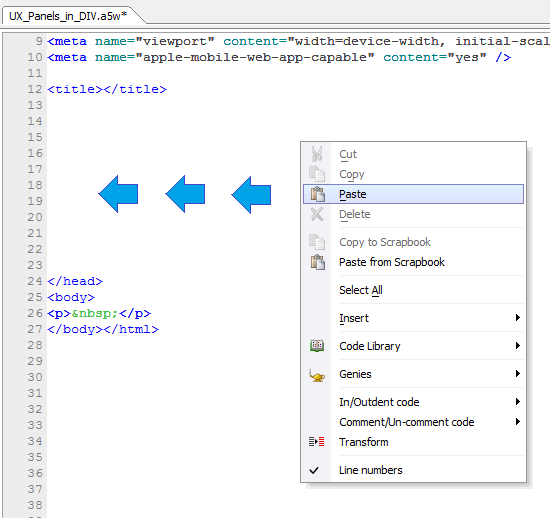 UX_Panels_in_DIV.a5w*
9 <meta name="viewport" content="width=device-width, initial-scal
10 <meta name="apple-mobile-web-app-capable" content="yes" />
11
12 <title></title>
13
14
15
16
17
18
19
20
21
22
23
24 </head>
25 <body>
26 <p>&nbsp;</p>
27 </body></html>
28
29
30
31
32
33
34
35
36
37
38
Cut
Copy
Paste
Delete
Copy to Scrapbook
Paste from Scrapbook
Select All
Insert
Code Library
Genies
In/Outdent code
Comment/Un-comment code
Transform
Line numbers